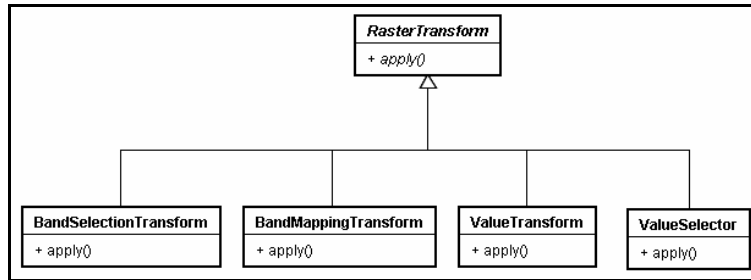 RasterTransform
+ apply()
BandSelectionTransform
+ apply()
BandMappingTransform
+ apply()
ValueTransform
+ apply()
ValueSelector
+ apply()